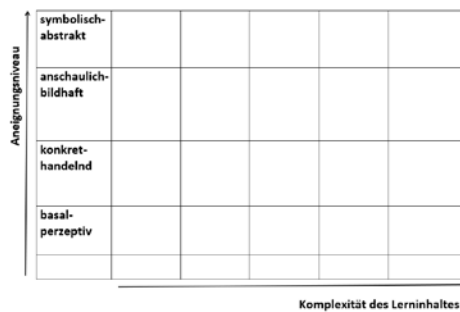 Aneignungsniveau
symbolisch-
abstrakt
anschaulich-
bildhaft
konkret-
handelnd
basal-
perzeptiv
Komplexität des Lerninhaltes